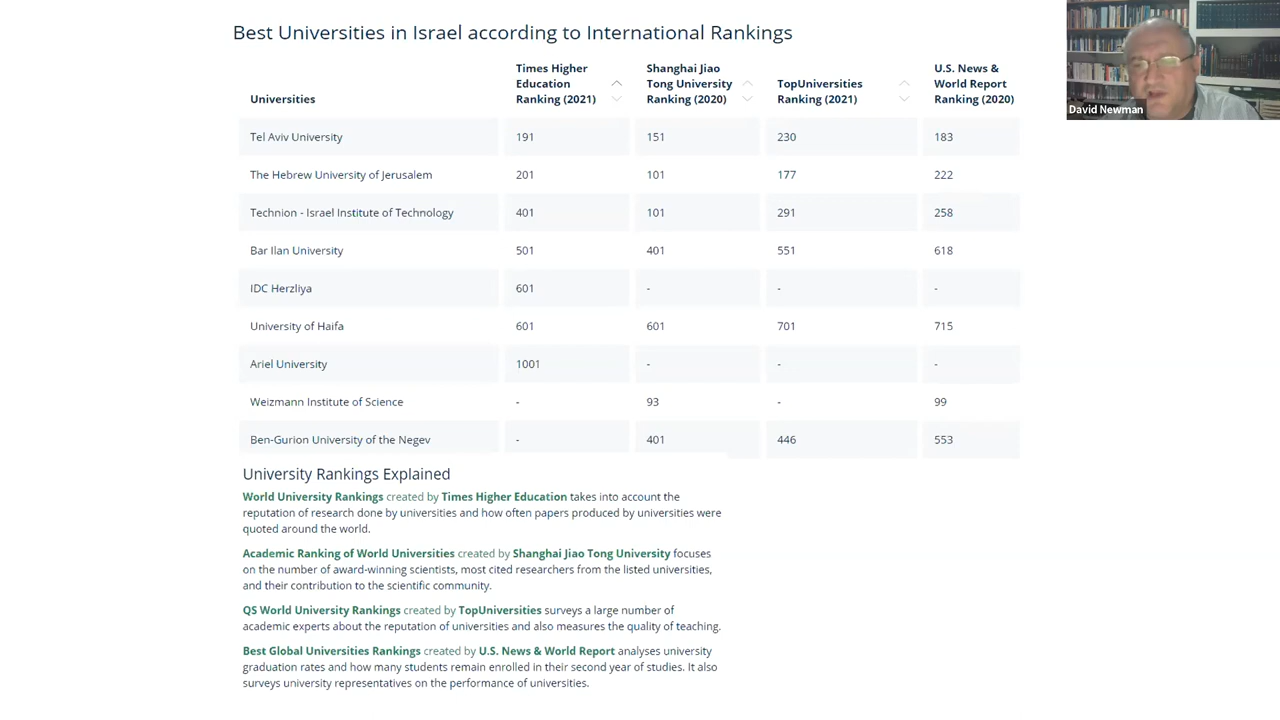 Best Universities in Israel according to International Rankings
Universities
Times Higher
Education
Ranking (2021)
Shanghai Jiao
Tong University
Ranking (2020)
TopUniversities
Ranking (2021)
U.S. News &
World Report
Ranking (2020)
Tel Aviv University 191 151 230 183
The Hebrew University of Jerusalem 201 101 177 222
Technion - Israel Institute of Technology 401 101 291 258
Bar Ilan University 501 401 551 618
IDC Herzliya 601 - - -
University of Haifa 601 601 701 715
Ariel University 1001 - - -
Weizmann Institute of Science - 93 - 99
Ben-Gurion University of the Negev - 401 446 553
University Rankings Explained
World University Rankings created by Times Higher Education takes into account the
reputation of research done by universities and how often papers produced by universities were
quoted around the world.
Academic Ranking of World Universities created by Shanghai Jiao Tong University focuses
on the number of award-winning scientists, most cited researchers from the listed universities,
and their contribution to the scientific community.
QS World University Rankings created by TopUniversities surveys a large number of
academic experts about the reputation of universities and also measures the quality of teaching.
Best Global Universities Rankings created by U.S. News & World Report analyses university
graduation rates and how many students remain enrolled in their second year of studies. It also
surveys university representatives on the performance of universities.
David Newman